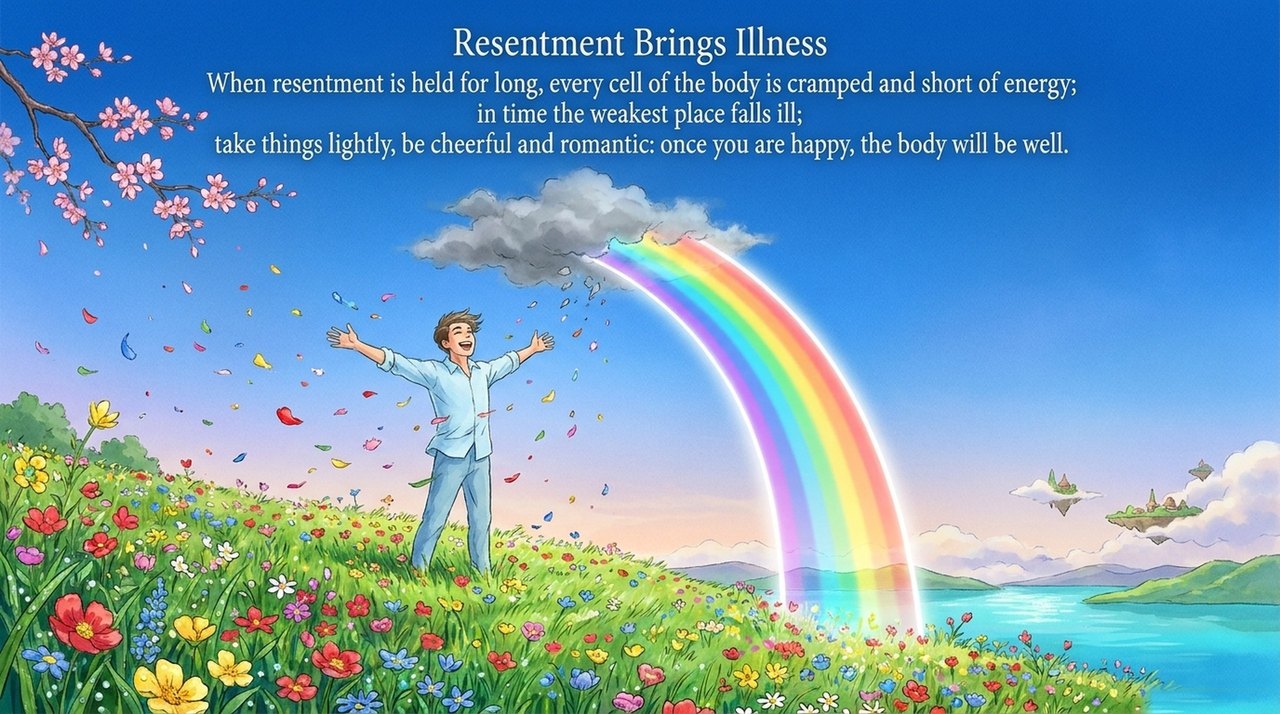 Resentment Brings Illness
When resentment is held for long, every cell of the body is cramped and short of energy;
in time the weakest place falls ill;
take things lightly, be cheerful and romantic: once you are happy, the body will be well.